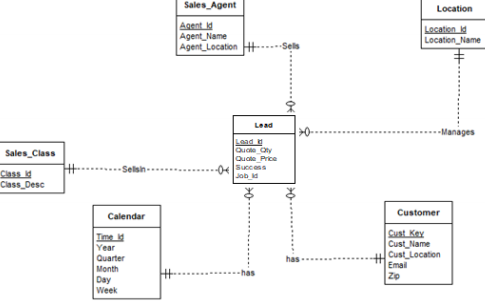 Sales_Agent
Agent_Id
Agent_Name
Agent_Location
Location
Location_Id
Location_Name
Sells
Lead
Lead_Id
Quote_Qty
Quote_Price
Success
Job_Id
Manages
Sales_Class
Class_Id
Class_Desc
SellsIn
Calendar
Time_Id
Year
Quarter
Month
Day
Week
has
has
Customer
Cust_Key
Cust_Name
Cust_Location
Email
Zip